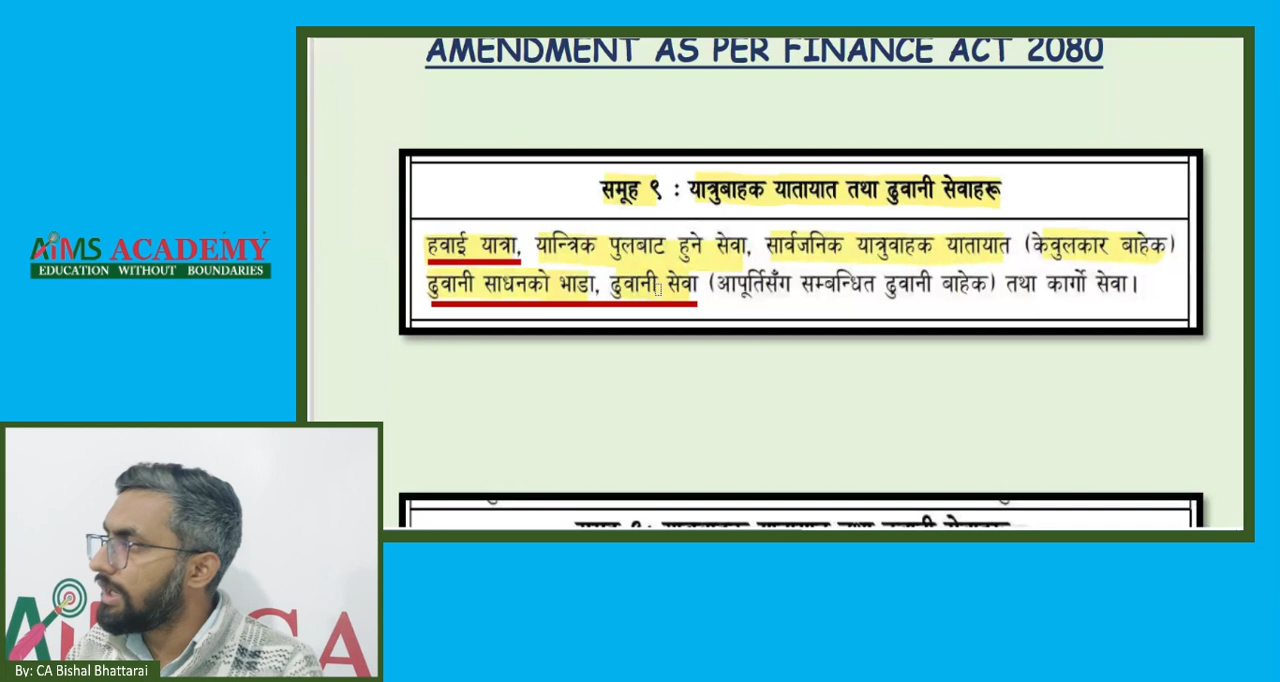 AMENDMENT AS PER FINANCE ACT 2080
समूह ९ : यात्रुबाहक यातायात तथा ढुवानी सेवाहरू
हवाई यात्रा, यान्त्रिक पुलबाट हुने सेवा, सार्वजनिक यात्रुवाहक यातायात (केवुलकार बाहेक)
ढुवानी साधनको भाडा, ढुवानी सेवा (आपूर्तिसँग सम्बन्धित ढुवानी बाहेक) तथा कार्गो सेवा।
AIMS ACADEMY
EDUCATION WITHOUT BOUNDARIES
CA
By: CA Bishal Bhattarai